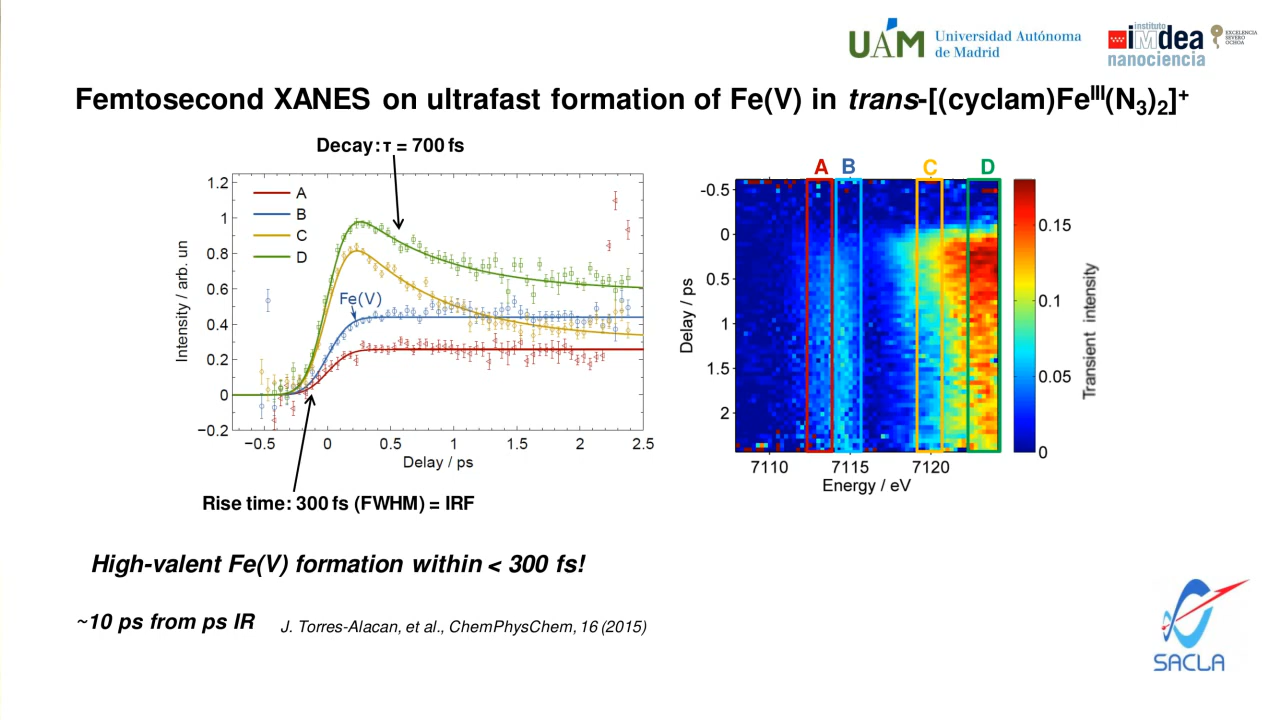 UAM Universidad Autónoma
de Madrid
instituto
imdea
nanociencia
EXCELENCIA
SEVERO
OCHOA
Femtosecond XANES on ultrafast formation of Fe(V) in trans-[(cyclam)Feᴵᴵᴵ(N₃)₂]⁺
Decay: τ = 700 fs
A
B
C
D
Fe(V)
1.2
1
0.8
0.6
0.4
0.2
0
−0.2
Intensity / arb. un
−0.5 0 0.5 1 1.5 2 2.5
Delay / ps
Rise time: 300 fs (FWHM) = IRF
A B C D
-0.5
0
0.5
1
1.5
2
Delay / ps
7110 7115 7120
Energy / eV
0.15
0.1
0.05
0
Transient intensity
High-valent Fe(V) formation within < 300 fs!
~10 ps from ps IR J. Torres-Alacan, et al., ChemPhysChem, 16 (2015)
SACLA